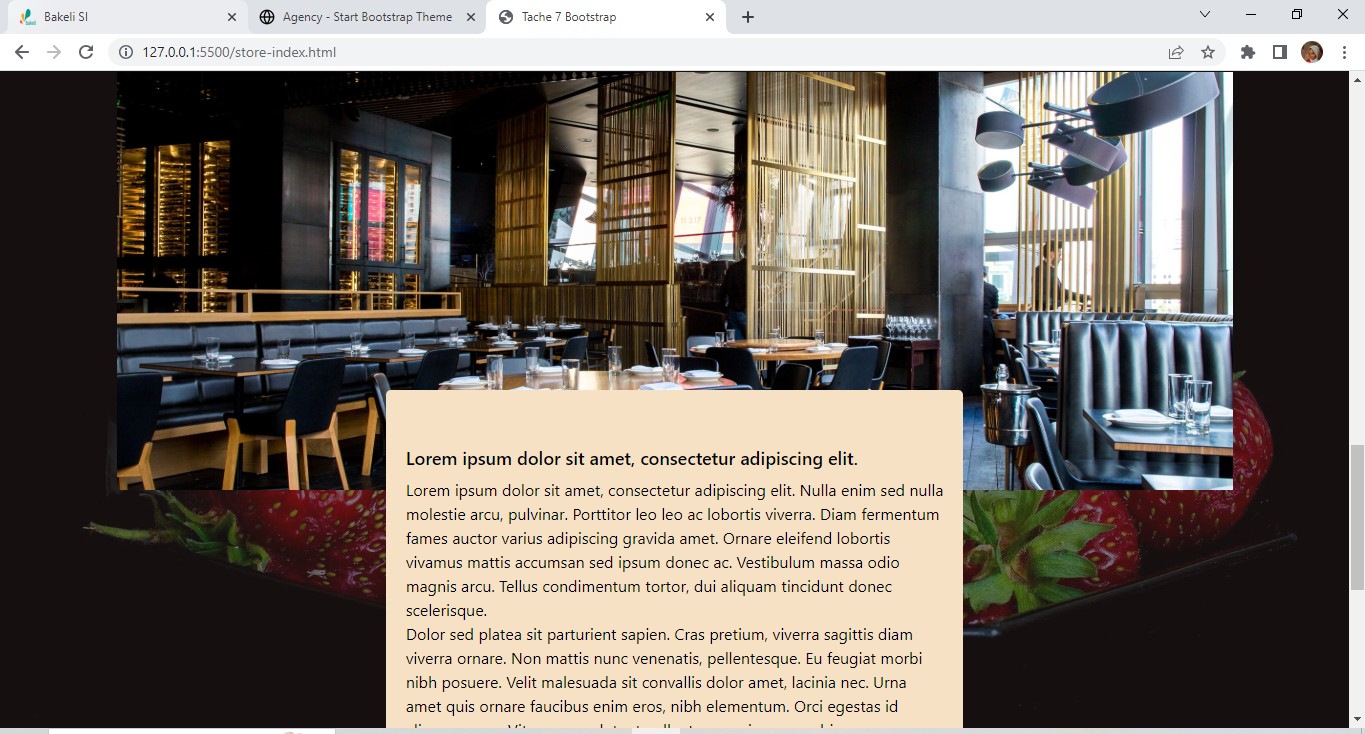 Bakeli SI
Agency - Start Bootstrap Theme
Tache 7 Bootstrap
127.0.0.1:5500/store-index.html
Lorem ipsum dolor sit amet, consectetur adipiscing elit.
Lorem ipsum dolor sit amet, consectetur adipiscing elit. Nulla enim sed nulla
molestie arcu, pulvinar. Porttitor leo leo ac lobortis viverra. Diam fermentum
fames auctor varius adipiscing gravida amet. Ornare eleifend lobortis
vivamus mattis accumsan sed ipsum donec ac. Vestibulum massa odio
magnis arcu. Tellus condimentum tortor, dui aliquam tincidunt donec
scelerisque.
Dolor sed platea sit parturient sapien. Cras pretium, viverra sagittis diam
viverra ornare. Non mattis nunc venenatis, pellentesque. Eu feugiat morbi
nibh posuere. Velit malesuada sit convallis dolor amet, lacinia nec. Urna
amet quis ornare faucibus enim eros, nibh elementum. Orci egestas id